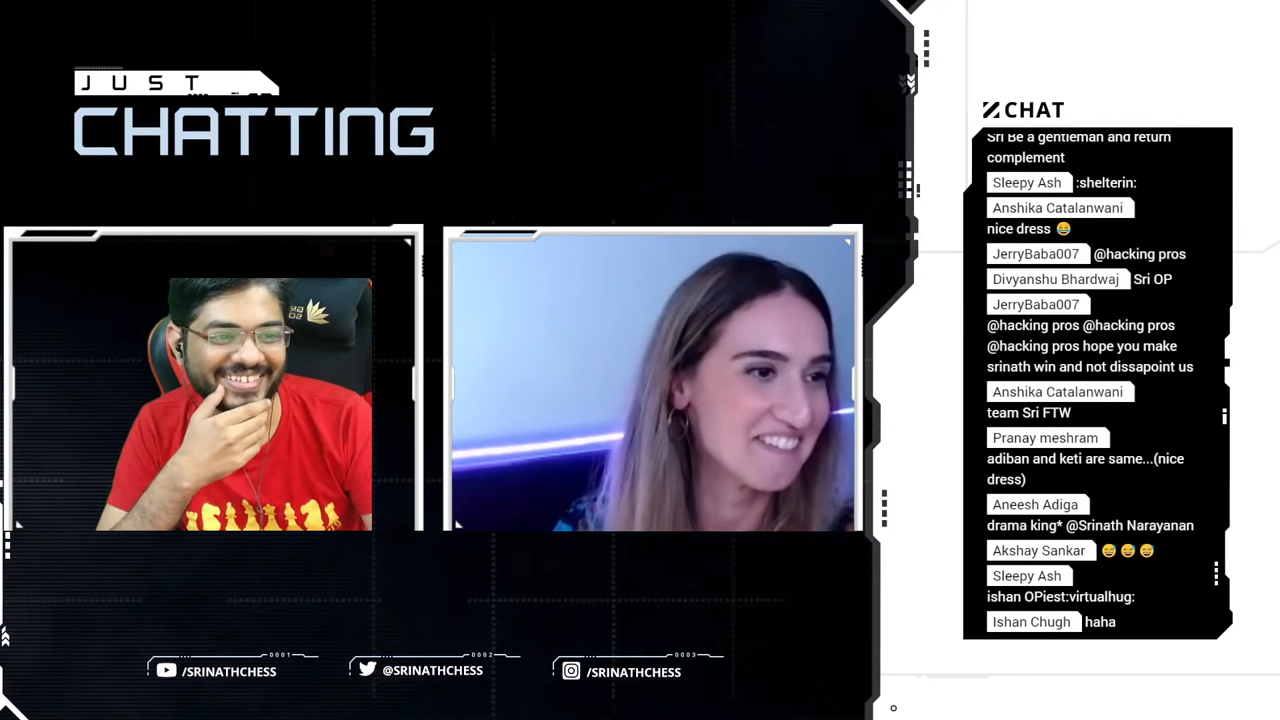 JUST
CHATTING
CHAT
Sri Be a gentleman and return
complement
Sleepy Ash :shelterin:
Anshika Catalanwani
nice dress 😂
JerryBaba007 @hacking pros
Divyanshu Bhardwaj Sri OP
JerryBaba007
@hacking pros @hacking pros
@hacking pros hope you make
srinath win and not dissapoint us
Anshika Catalanwani
team Sri FTW
Pranay meshram
adiban and keti are same...(nice
dress)
Aneesh Adiga
drama king* @Srinath Narayanan
Akshay Sankar 😅😅😅
Sleepy Ash
ishan OPiest:virtualhug:
Ishan Chugh haha
0001
/SRINATHCHESS
0002
@SRINATHCHESS
0003
/SRINATHCHESS